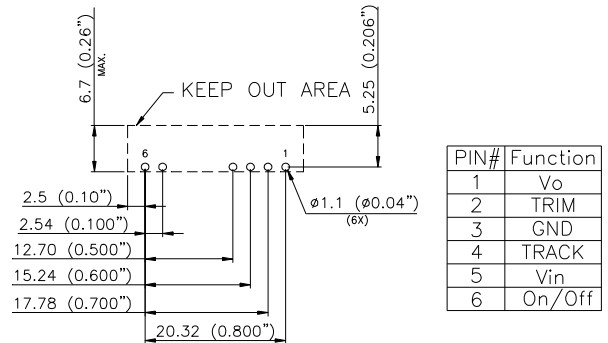 6.7 (0.26")
MAX.
KEEP OUT AREA
5.25 (0.206")
6
1
2.5 (0.10")
2.54 (0.100")
12.70 (0.500")
15.24 (0.600")
17.78 (0.700")
20.32 (0.800")
ø1.1 (ø0.04")
(6X)
PIN# Function
1 Vo
2 TRIM
3 GND
4 TRACK
5 Vin
6 On/Off